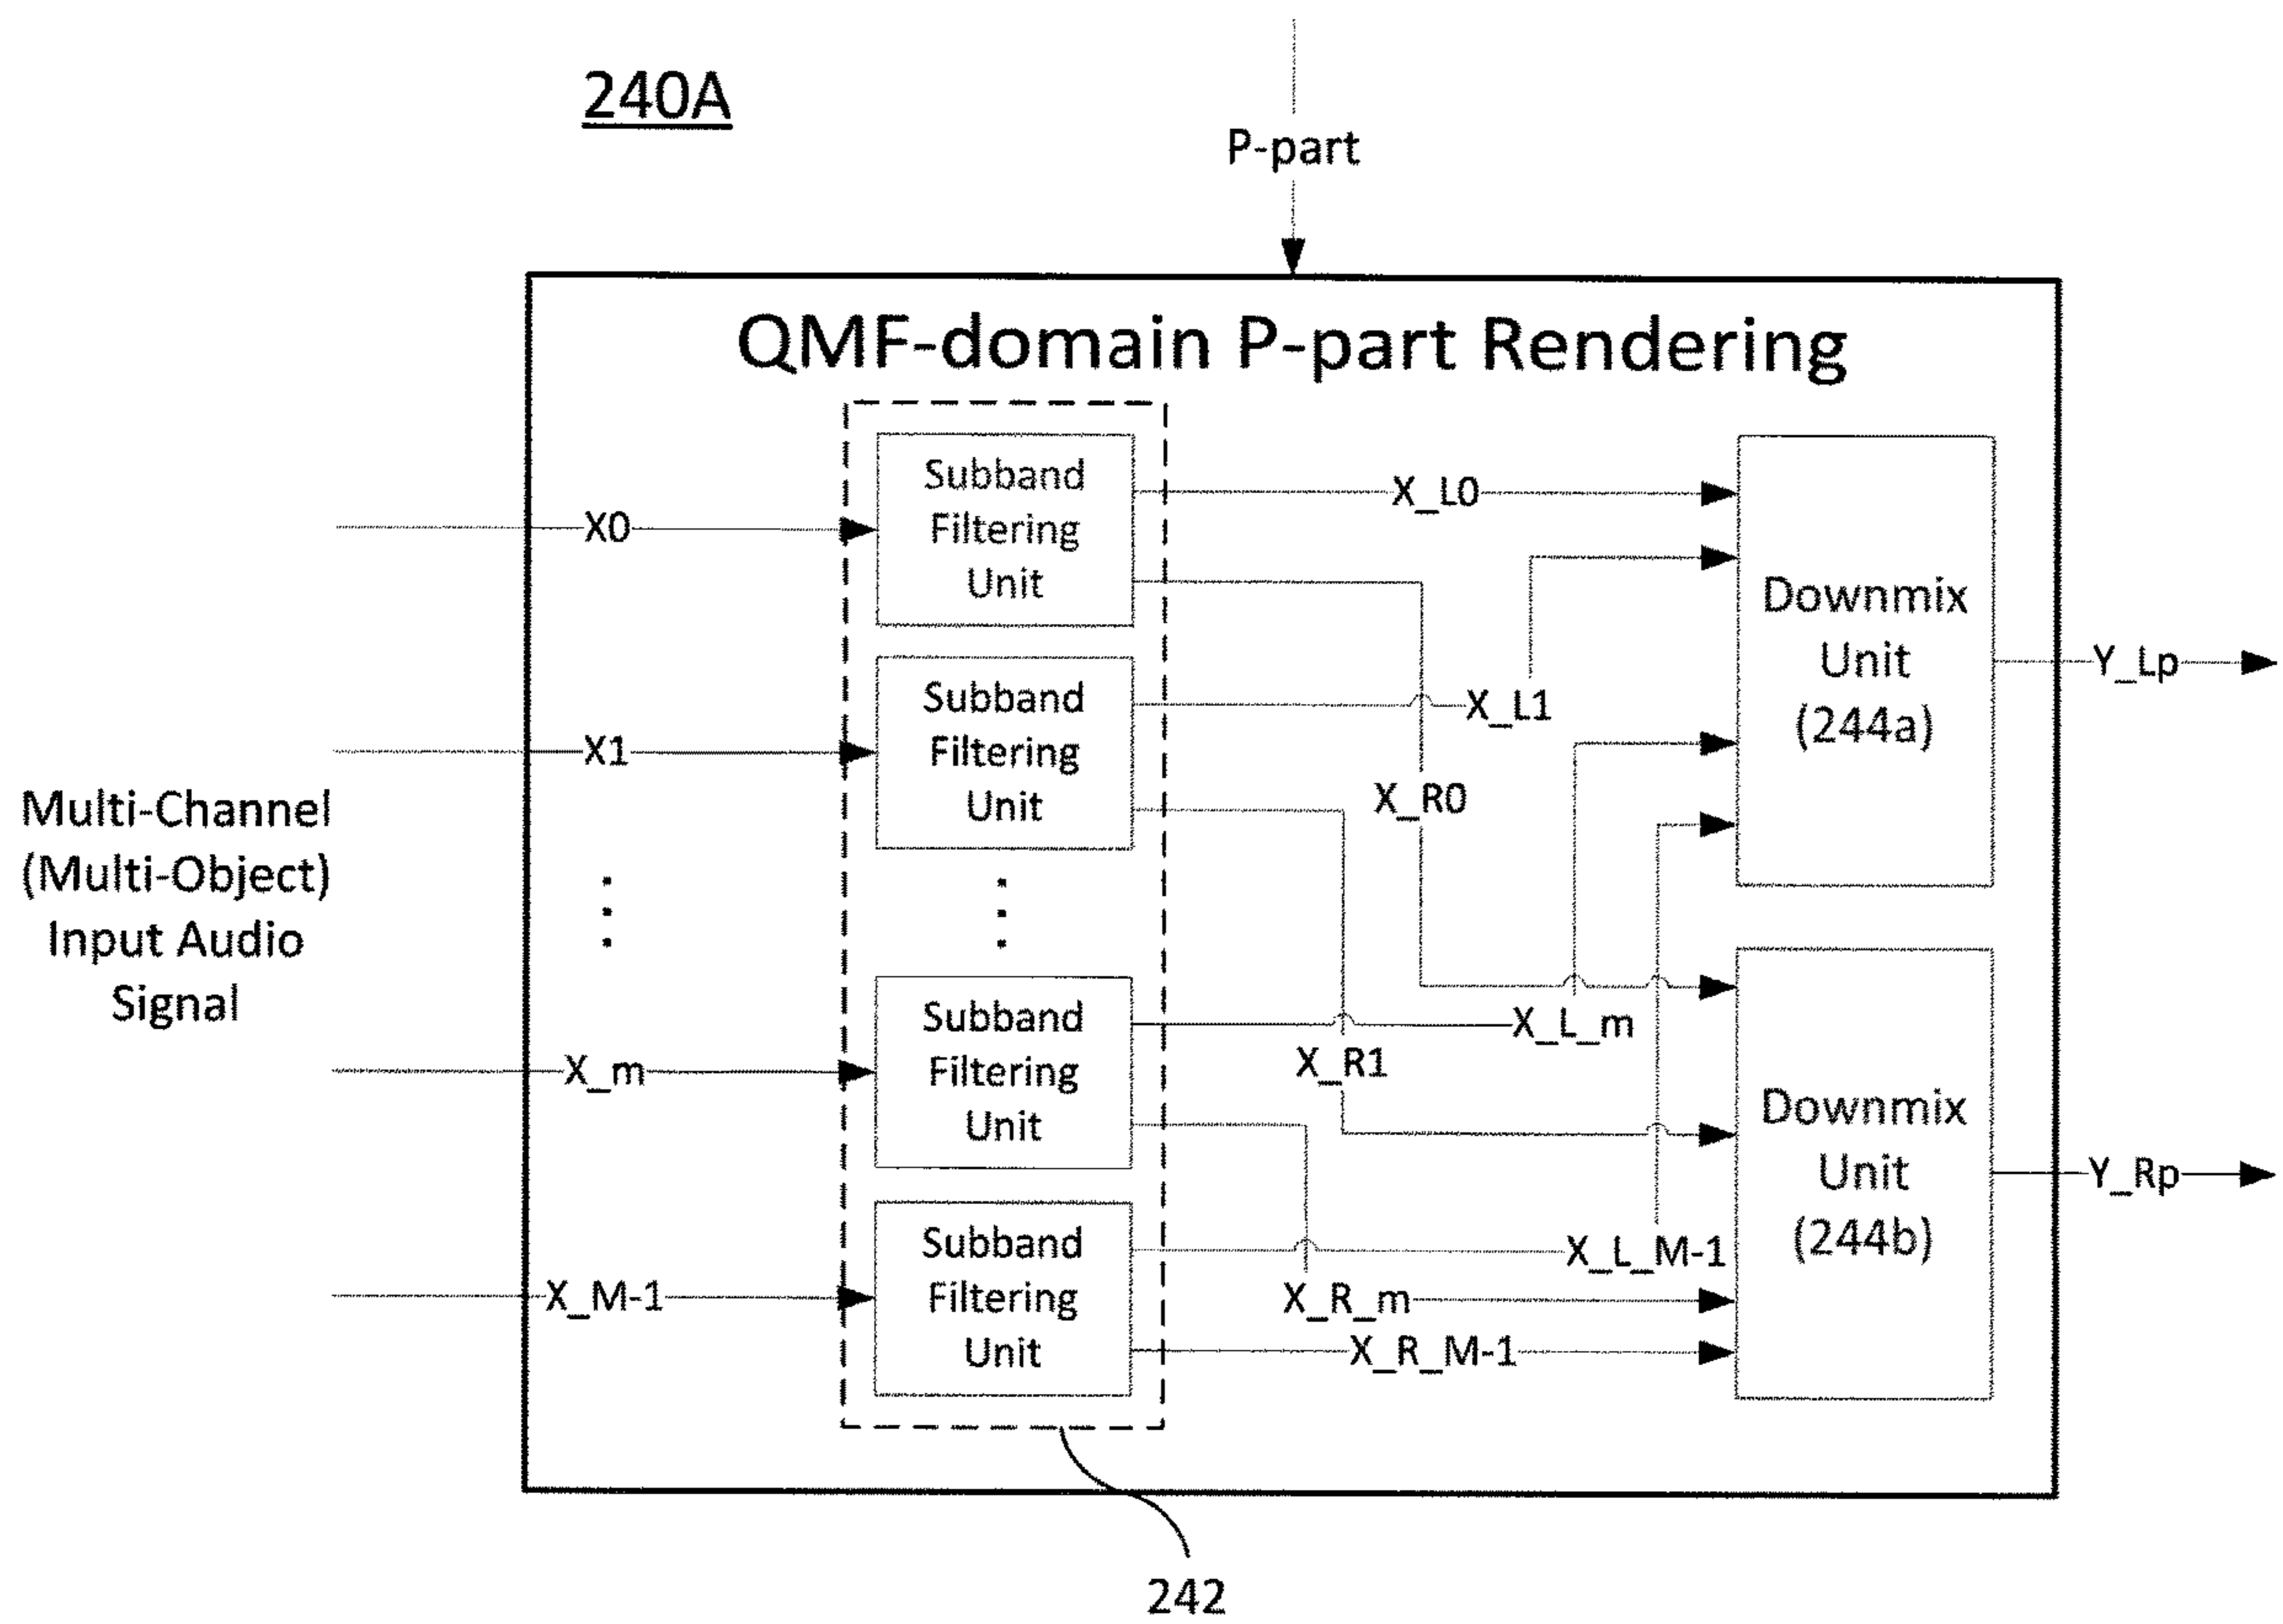 240A
P-part
QMF-domain P-part Rendering
Multi-Channel
(Multi-Object)
Input Audio
Signal
X0
X1
X_m
X_M-1
Subband
Filtering
Unit
Subband
Filtering
Unit
Subband
Filtering
Unit
Subband
Filtering
Unit
X_L0
X_L1
X_R0
X_L_m
X_R1
X_L_M-1
X_R_m
X_R_M-1
Downmix
Unit
(244a)
Downmix
Unit
(244b)
Y_Lp
Y_Rp
242